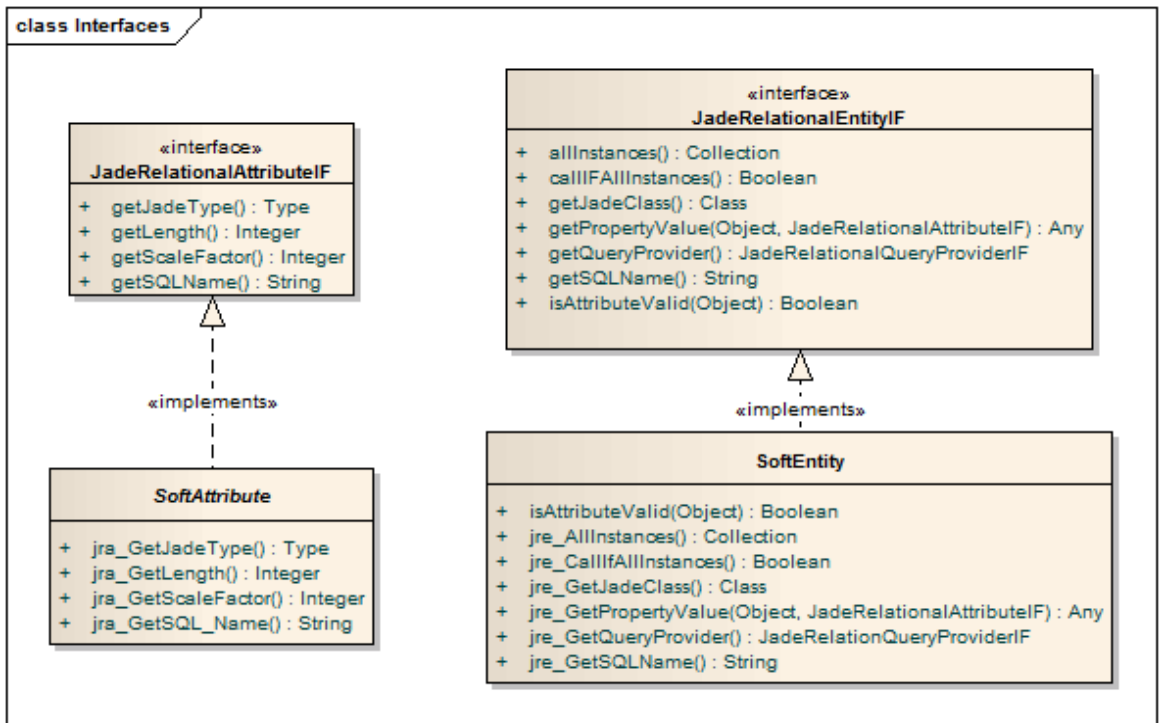 class Interfaces
«interface»
JadeRelationalAttributeIF
+ getJadeType() : Type
+ getLength() : Integer
+ getScaleFactor() : Integer
+ getSQLName() : String
«implements»
SoftAttribute
+ jra_GetJadeType() : Type
+ jra_GetLength() : Integer
+ jra_GetScaleFactor() : Integer
+ jra_GetSQL_Name() : String
«interface»
JadeRelationalEntityIF
+ allInstances() : Collection
+ callIFAllInstances() : Boolean
+ getJadeClass() : Class
+ getPropertyValue(Object, JadeRelationalAttributeIF) : Any
+ getQueryProvider() : JadeRelationalQueryProviderIF
+ getSQLName() : String
+ isAttributeValid(Object) : Boolean
«implements»
SoftEntity
+ isAttributeValid(Object) : Boolean
+ jre_AllInstances() : Collection
+ jre_CallIfAllInstances() : Boolean
+ jre_GetJadeClass() : Class
+ jre_GetPropertyValue(Object, JadeRelationalAttributeIF) : Any
+ jre_GetQueryProvider() : JadeRelationQueryProviderIF
+ jre_GetSQLName() : String